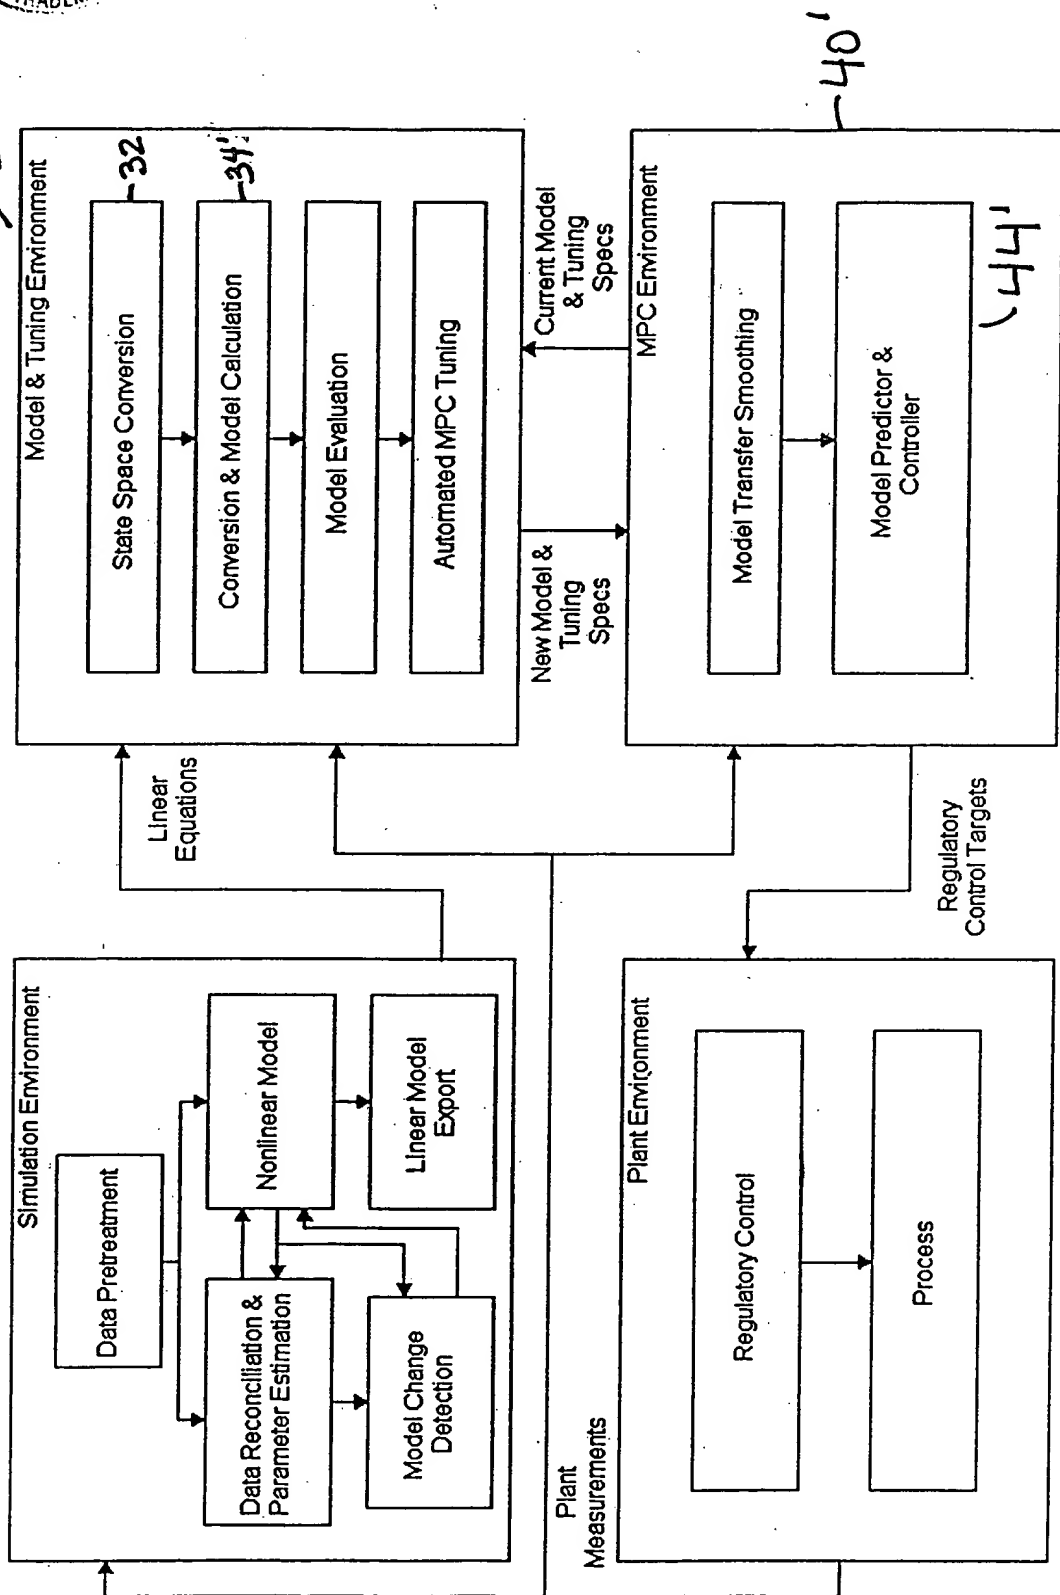 Simulation Environment
Data Pretreatment
Data Reconciliation &
Parameter Estimation
Nonlinear Model
Model Change
Detection
Linear Model
Export
Linear
Equations
Model & Tuning Environment
State Space Conversion
32
Conversion & Model Calculation
34'
Model Evaluation
Automated MPC Tuning
New Model &
Tuning
Specs
Current Model
& Tuning
Specs
Plant
Measurements
Plant Environment
Regulatory Control
Process
Regulatory
Control Targets
MPC Environment
40'
Model Transfer Smoothing
Model Predictor &
Controller
44'